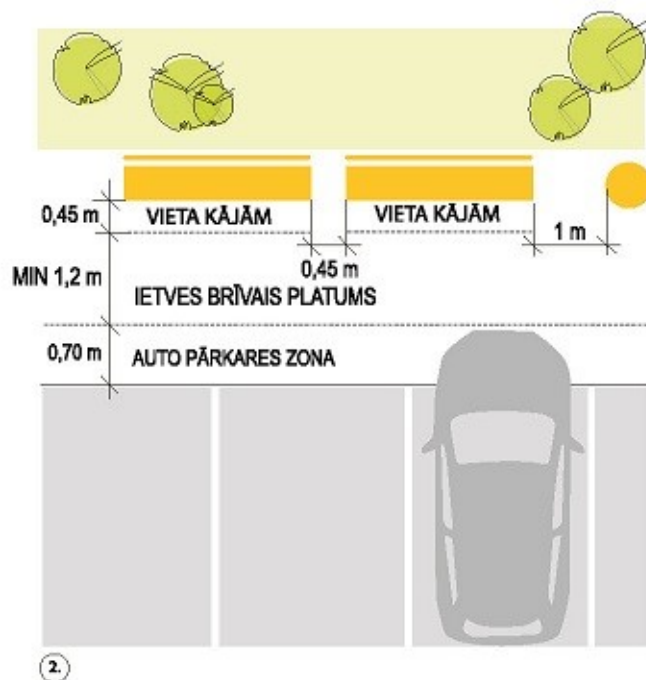 0,45 m
VIETA KĀJĀM
VIETA KĀJĀM
1 m
0,45 m
MIN 1,2 m
IETVES BRĪVAIS PLATUMS
0,70 m
AUTO PĀRKARES ZONA
2.